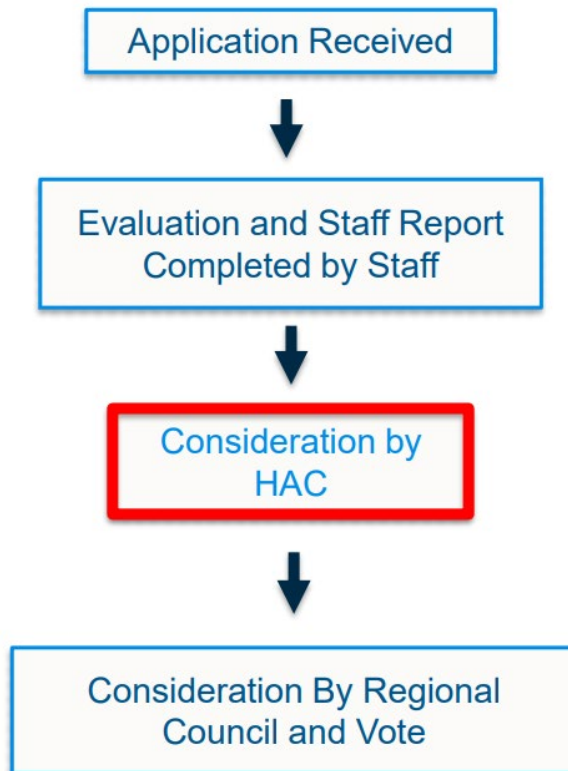 Application Received
Evaluation and Staff Report
Completed by Staff
Consideration by
HAC
Consideration By Regional
Council and Vote